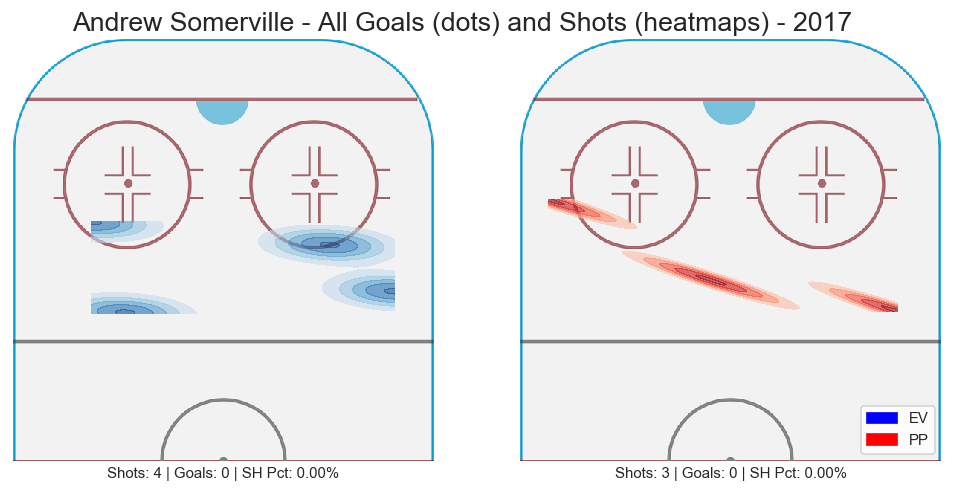 Andrew Somerville - All Goals (dots) and Shots (heatmaps) - 2017
EV
PP
Shots: 4 | Goals: 0 | SH Pct: 0.00%
Shots: 3 | Goals: 0 | SH Pct: 0.00%